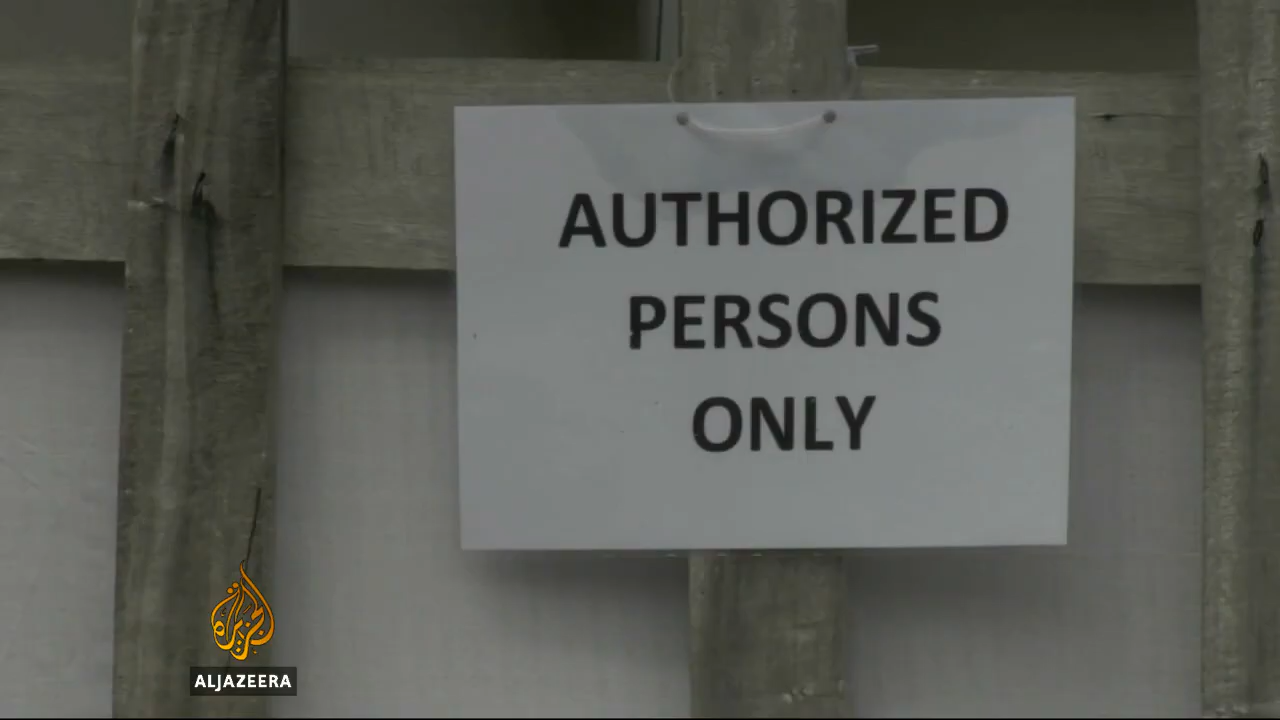 AUTHORIZED
PERSONS
ONLY
الجزيرة
ALJAZEERA